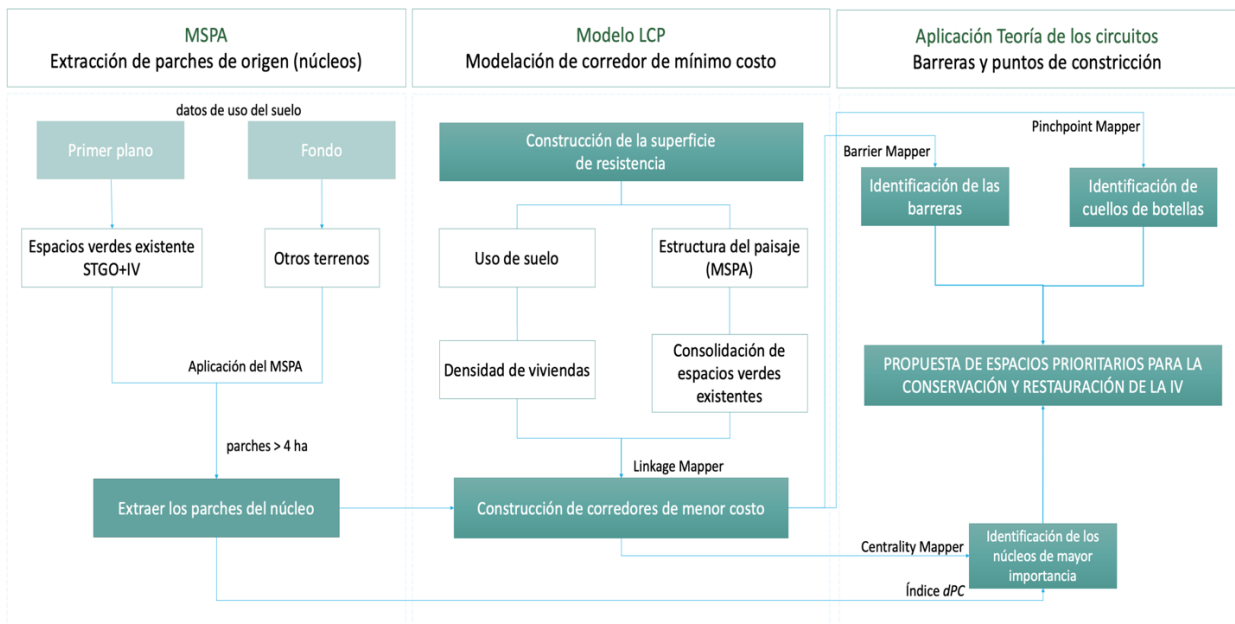 MSPA
Extracción de parches de origen (núcleos)
Modelo LCP
Modelación de corredor de mínimo costo
Aplicación Teoría de los circuitos
Barreras y puntos de constricción
datos de uso del suelo
Primer plano
Fondo
Espacios verdes existente
STGO+IV
Otros terrenos
Aplicación del MSPA
parches > 4 ha
Extraer los parches del núcleo
Construcción de la superficie
de resistencia
Uso de suelo
Estructura del paisaje
(MSPA)
Densidad de viviendas
Consolidación de
espacios verdes
existentes
Linkage Mapper
Construcción de corredores de menor costo
Pinchpoint Mapper
Barrier Mapper
Identificación de las
barreras
Identificación de
cuellos de botellas
PROPUESTA DE ESPACIOS PRIORITARIOS PARA LA
CONSERVACIÓN Y RESTAURACIÓN DE LA IV
Centrality Mapper
Identificación de los
núcleos de mayor
importancia
Índice dPC